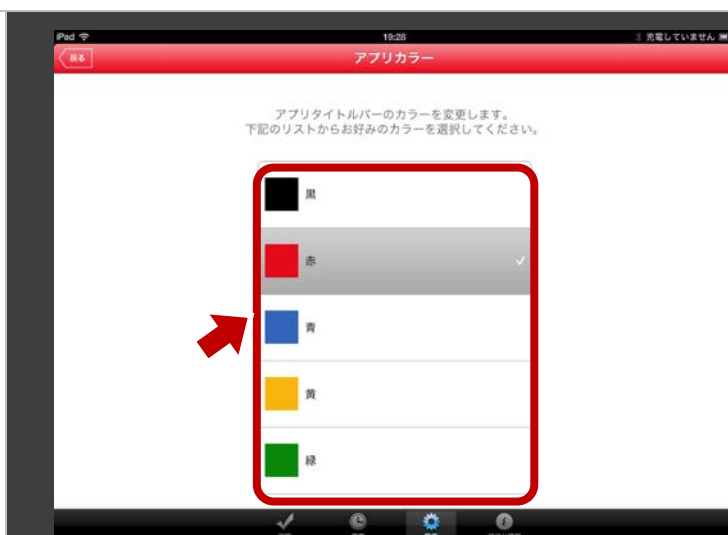 iPad 19:28 充電していません
戻る アプリカラー
アプリタイトルバーのカラーを変更します。
下記のリストからお好みのカラーを選択してください。
黒
赤
青
黄
緑